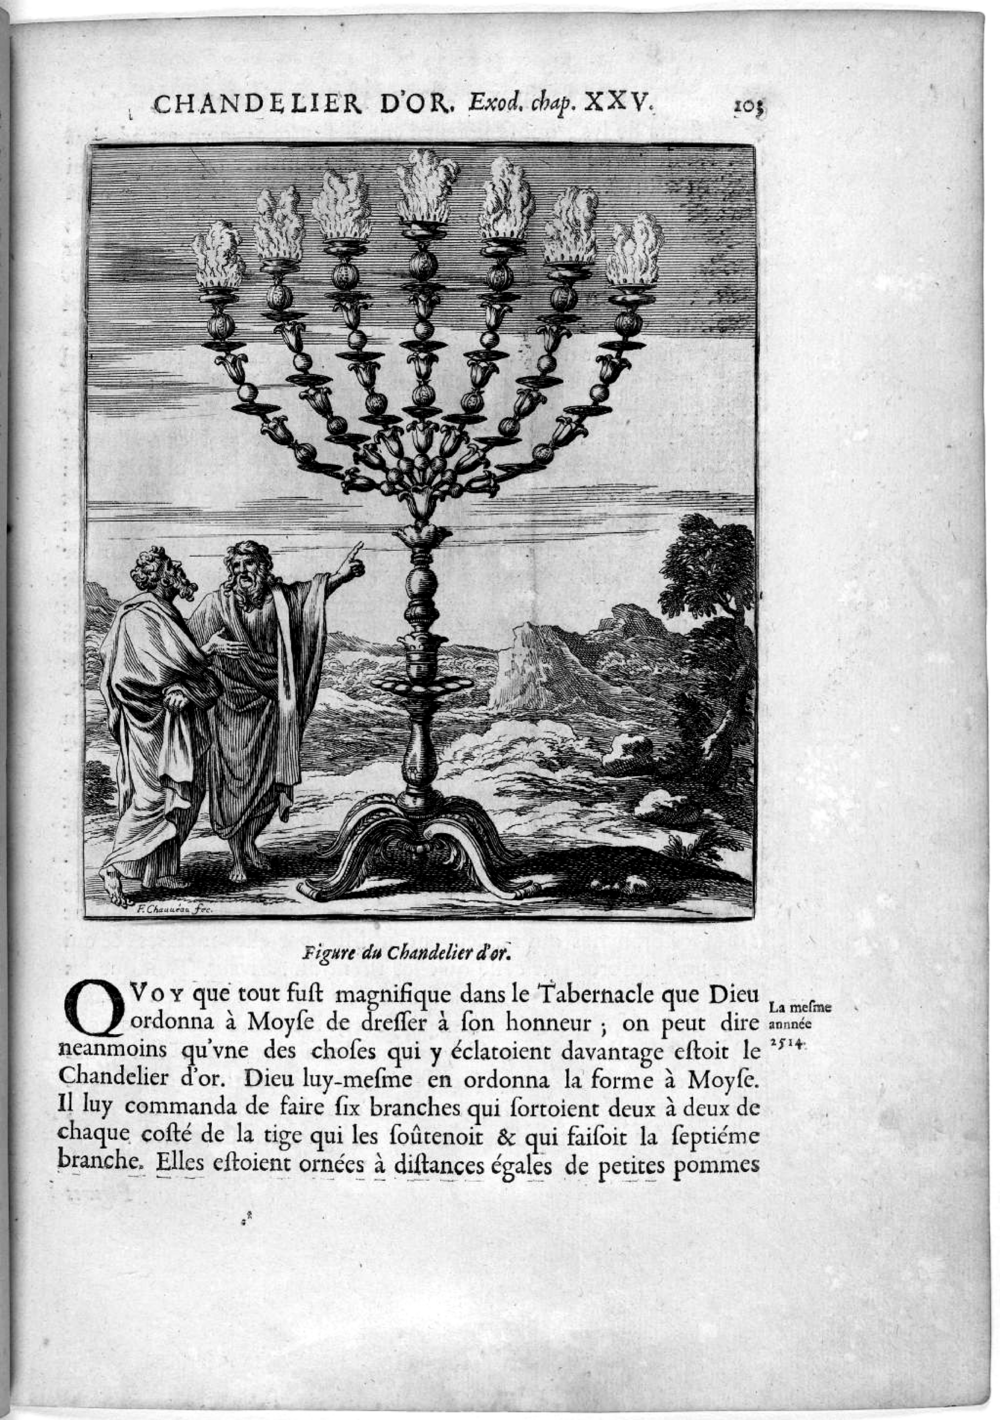 CHANDELIER D'OR. Exod. chap. XXV. 103
F. Chauueau fec.
Figure du Chandelier d'or.
QVOY que tout fuſt magnifique dans le Tabernacle que Dieu
ordonna à Moyſe de dreſſer à ſon honneur ; on peut dire
neanmoins qu'vne des choſes qui y éclatoient davantage eſtoit le
Chandelier d'or. Dieu luy-meſme en ordonna la forme à Moyſe.
Il luy commanda de faire ſix branches qui ſortoient deux à deux de
chaque coſté de la tige qui les ſoûtenoit & qui faiſoit la ſeptiéme
branche. Elles eſtoient ornées à diſtances égales de petites pommes
La meſme
annnée
2514.